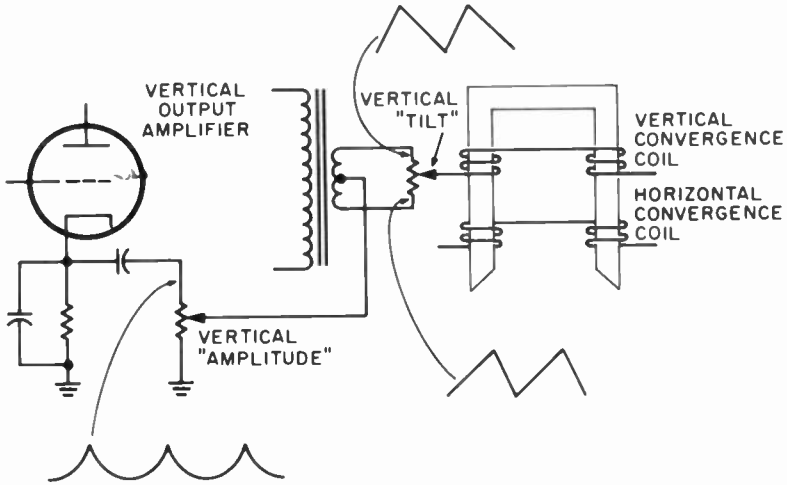 VERTICAL
OUTPUT
AMPLIFIER
VERTICAL
"TILT"
VERTICAL
CONVERGENCE
COIL
HORIZONTAL
CONVERGENCE
COIL
VERTICAL
"AMPLITUDE"